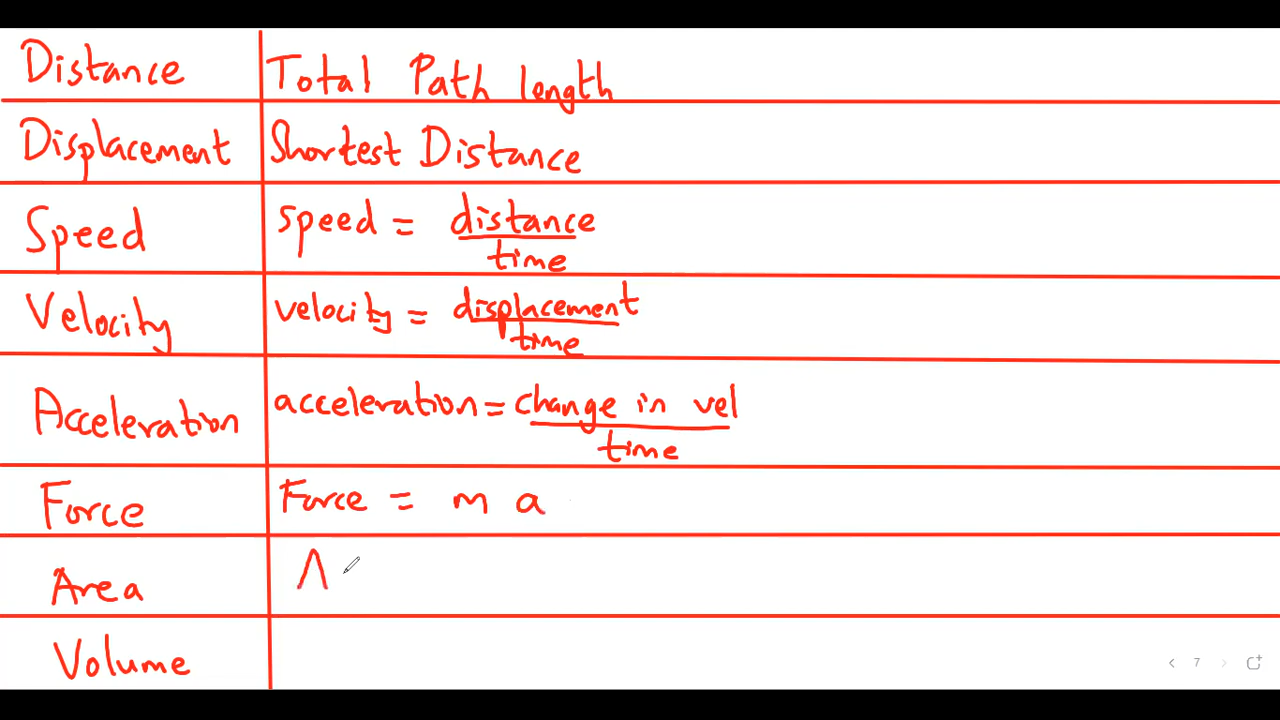 Distance Total Path length
Displacement Shortest Distance
Speed speed = distance
time
Velocity velocity = displacement
time
Acceleration acceleration = change in vel
time
Force Force = m a
Area
Volume
7